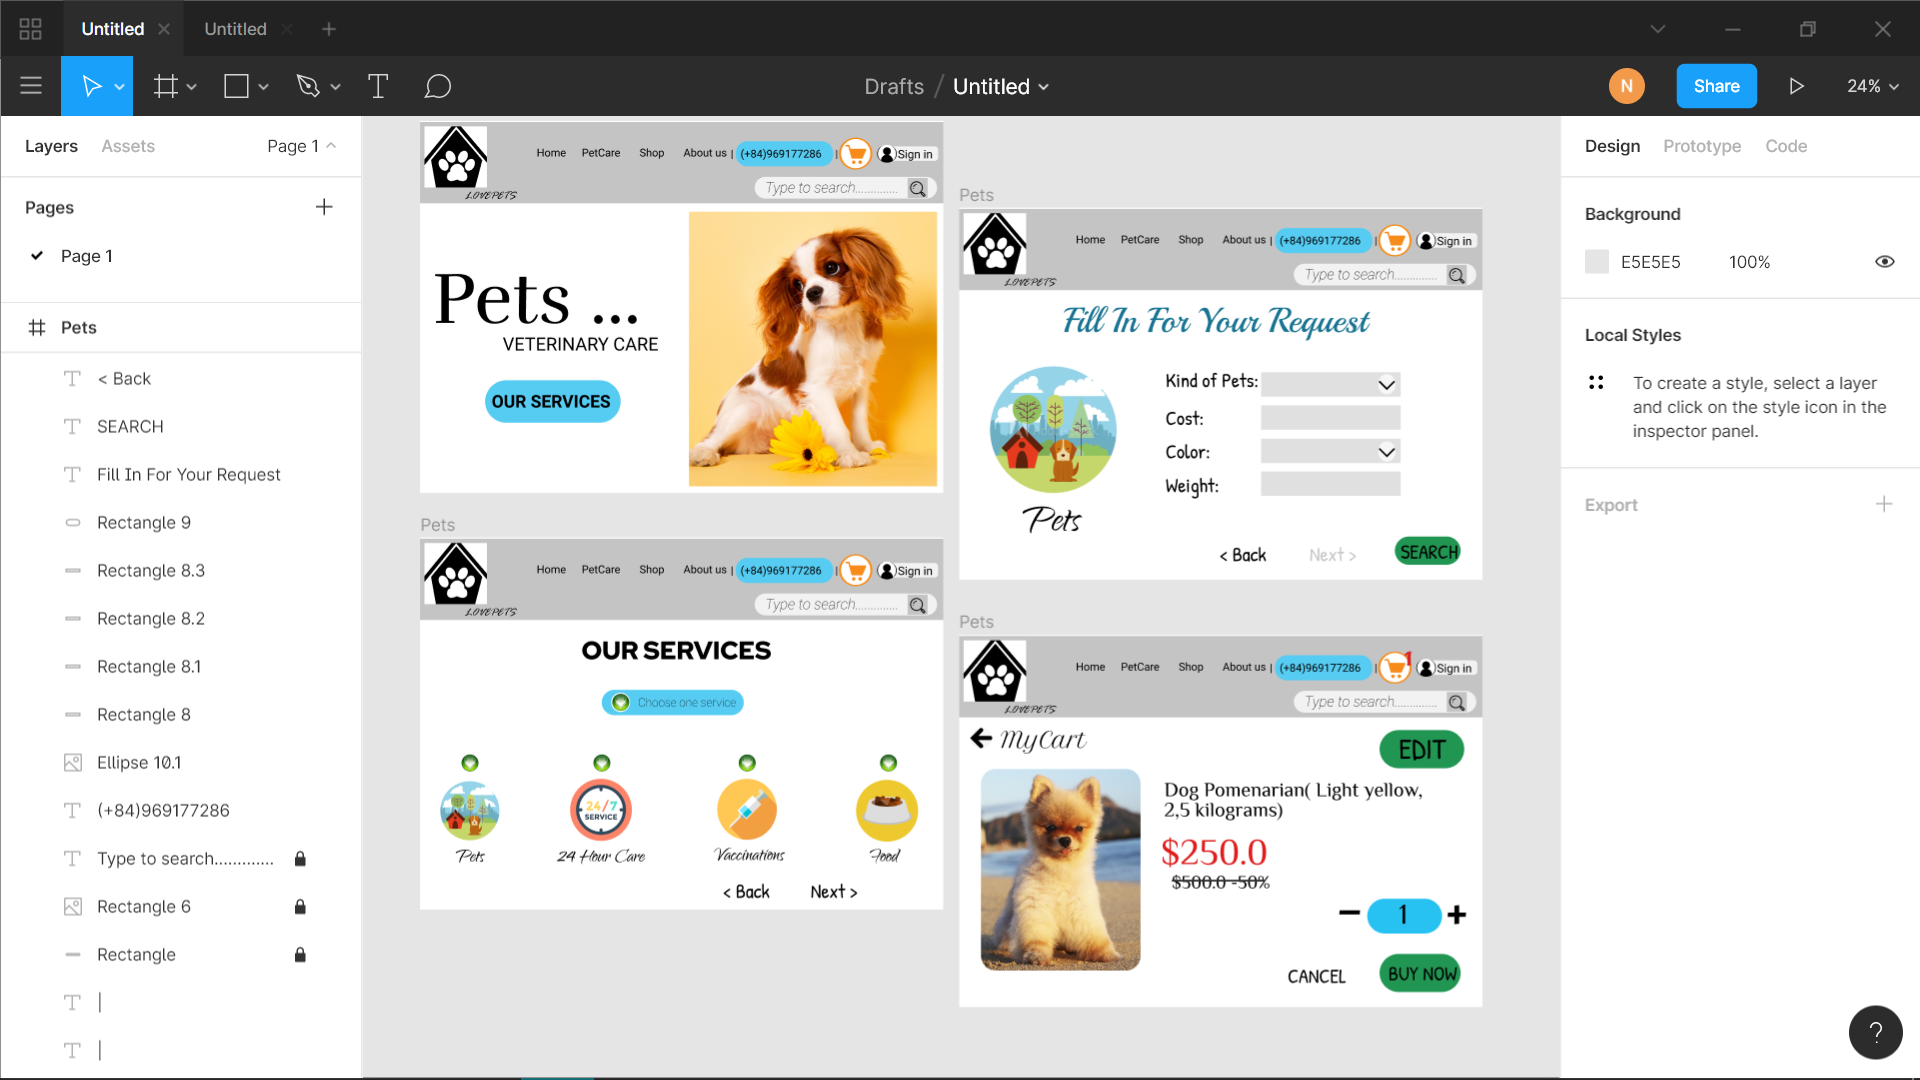 Untitled
Untitled
Drafts / Untitled
N
Share
24%
Layers
Assets
Page 1
Pages
Page 1
Pets
< Back
SEARCH
Fill In For Your Request
Rectangle 9
Rectangle 8.3
Rectangle 8.2
Rectangle 8.1
Rectangle 8
Ellipse 10.1
(+84)969177286
Type to search.............
Rectangle 6
Rectangle
|
|
LOVEPETS
Home PetCare Shop About us | (+84)969177286 | Sign in
Type to search.............
Pets ...
VETERINARY CARE
OUR SERVICES
Pets
LOVEPETS
Home PetCare Shop About us | (+84)969177286 | Sign in
Type to search.............
OUR SERVICES
Choose one service
24/7
SERVICE
Pets
24 Hour Care
Vaccinations
Food
< Back Next >
Pets
LOVEPETS
Home PetCare Shop About us | (+84)969177286 | Sign in
Type to search.............
Fill In For Your Request
Kind of Pets:
Cost:
Color:
Weight:
Pets
< Back Next > SEARCH
Pets
LOVEPETS
Home PetCare Shop About us | (+84)969177286 | 1 Sign in
Type to search.............
MyCart
EDIT
Dog Pomenarian( Light yellow,
2,5 kilograms)
$250.0
$500.0 -50%
1
CANCEL
BUY NOW
Design
Prototype
Code
Background
E5E5E5
100%
Local Styles
To create a style, select a layer
and click on the style icon in the
inspector panel.
Export
?